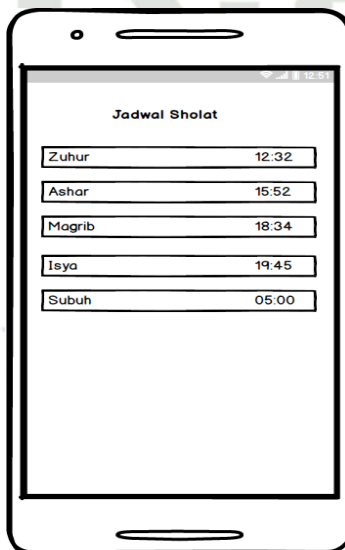 12:51
Jadwal Sholat
Zuhur 12:32
Ashar 15:52
Magrib 18:34
Isya 19:45
Subuh 05:00